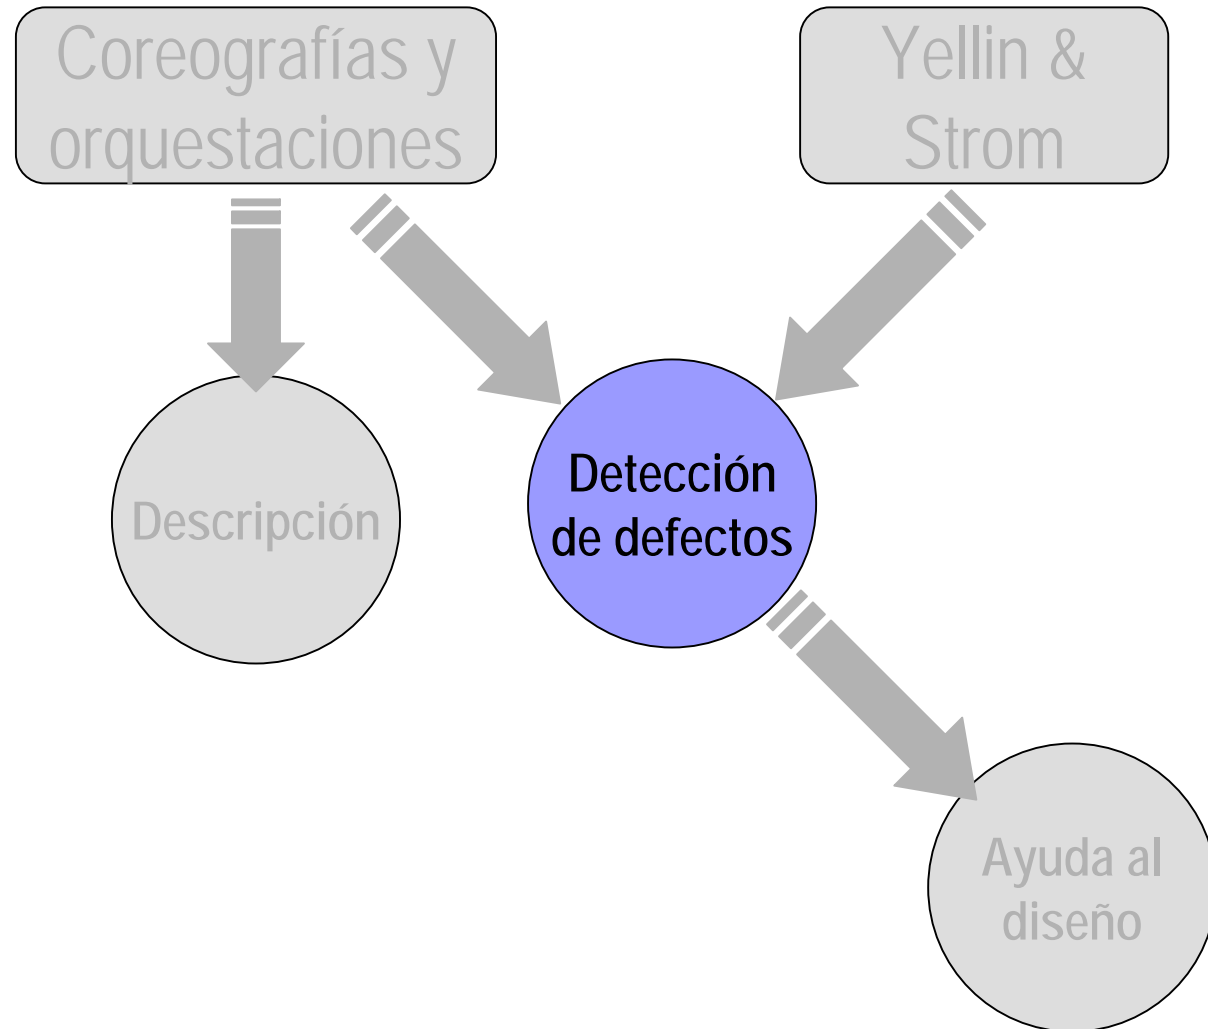 Coreografías y
orquestaciones
Yellin &
Strom
Detección
de defectos
Descripción
Ayuda al
diseño